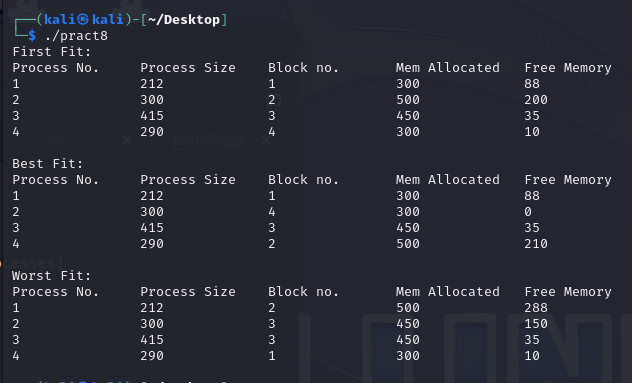 (kali㉿kali)-[~/Desktop]
$ ./pract8
First Fit:
Process No. Process Size Block no. Mem Allocated Free Memory
1 212 1 300 88
2 300 2 500 200
3 415 3 450 35
4 290 4 300 10
Best Fit:
Process No. Process Size Block no. Mem Allocated Free Memory
1 212 1 300 88
2 300 4 300 0
3 415 3 450 35
4 290 2 500 210
Worst Fit:
Process No. Process Size Block no. Mem Allocated Free Memory
1 212 2 500 288
2 300 3 450 150
3 415 3 450 35
4 290 1 300 10